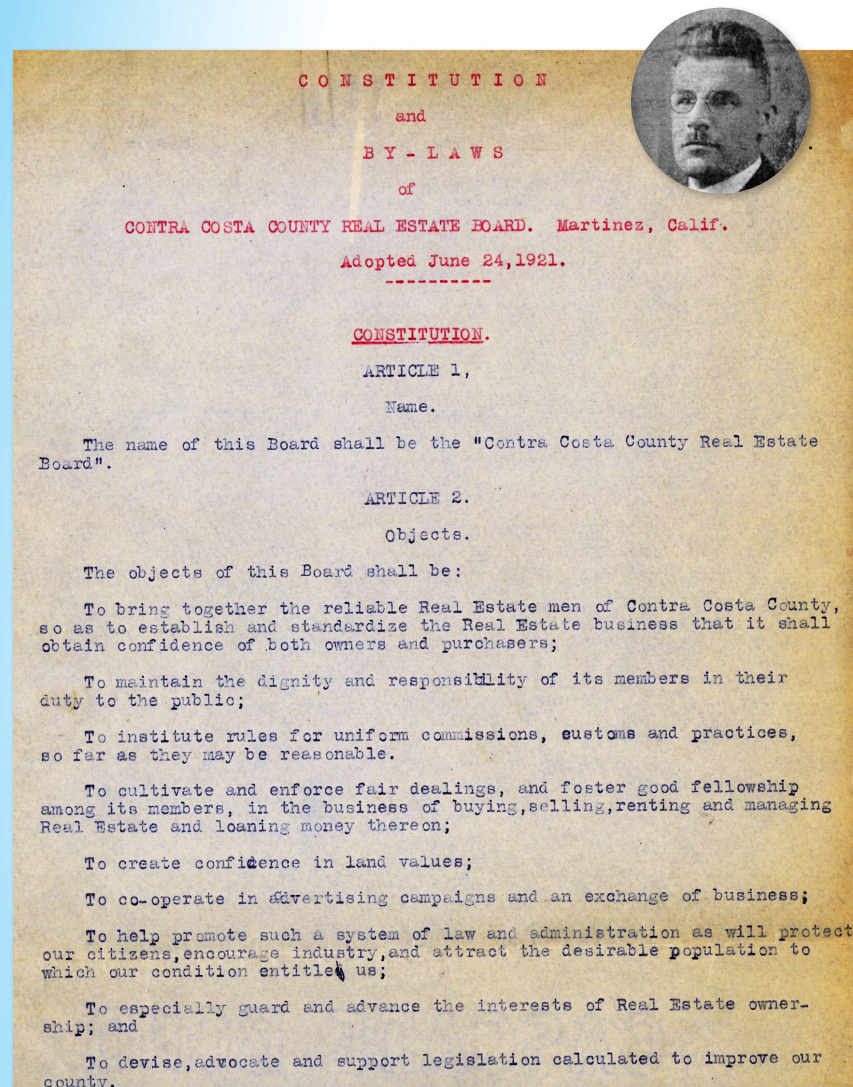 CONSTITUTION
and
BY-LAWS
of
CONTRA COSTA COUNTY REAL ESTATE BOARD. Martinez, Calif.
Adopted June 24,1921.
----------
CONSTITUTION.
ARTICLE 1,
Name.
The name of this Board shall be the "Contra Costa County Real Estate
Board".
ARTICLE 2.
Objects.
The objects of this Board shall be:
To bring together the reliable Real Estate men of Contra Costa County,
so as to establish and standardize the Real Estate business that it shall
obtain confidence of both owners and purchasers;
To maintain the dignity and responsibility of its members in their
duty to the public;
To institute rules for uniform commissions, customs and practices,
so far as they may be reasonable.
To cultivate and enforce fair dealings, and foster good fellowship
among its members, in the business of buying,selling,renting and managing
Real Estate and loaning money thereon;
To create confidence in land values;
To co-operate in advertising campaigns and an exchange of business;
To help promote such a system of law and administration as will protect
our citizens,encourage industry,and attract the desirable population to
which our condition entitles us;
To especially guard and advance the interests of Real Estate owner-
ship; and
To devise,advocate and support legislation calculated to improve our
county.